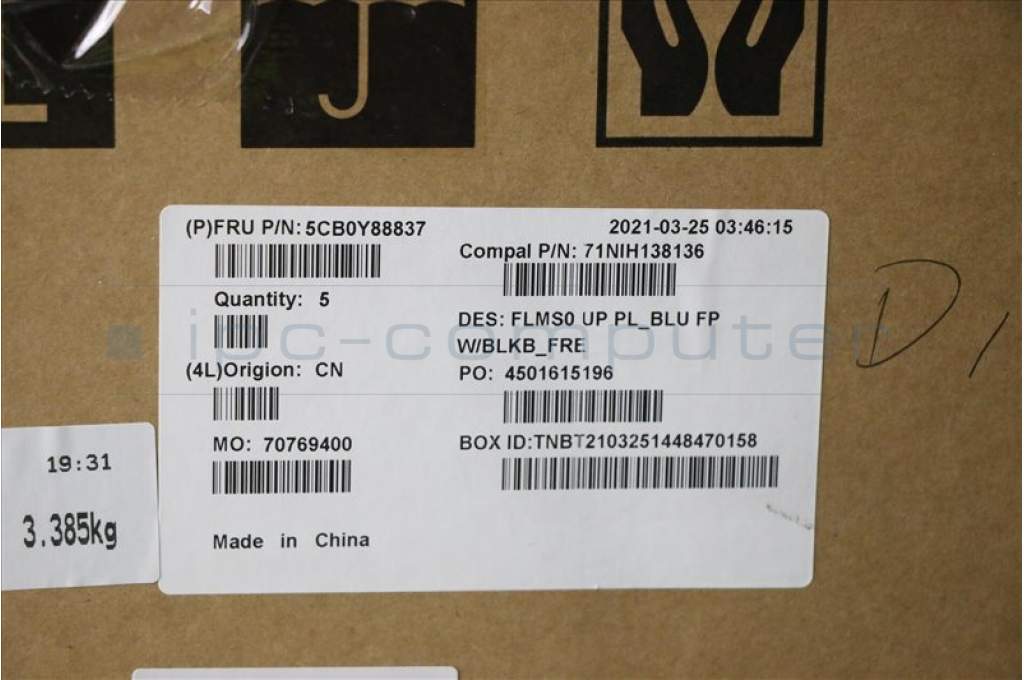 (P)FRU P/N: 5CB0Y88837
2021-03-25 03:46:15
Compal P/N: 71NIH138136
Quantity: 5
DES: FLMS0 UP PL_BLU FP
W/BLKB_FRE
(4L)Origion: CN
PO: 4501615196
MO: 70769400
BOX ID:TNBT2103251448470158
Made in China
19:31
3.385kg
D1
ipc-computer